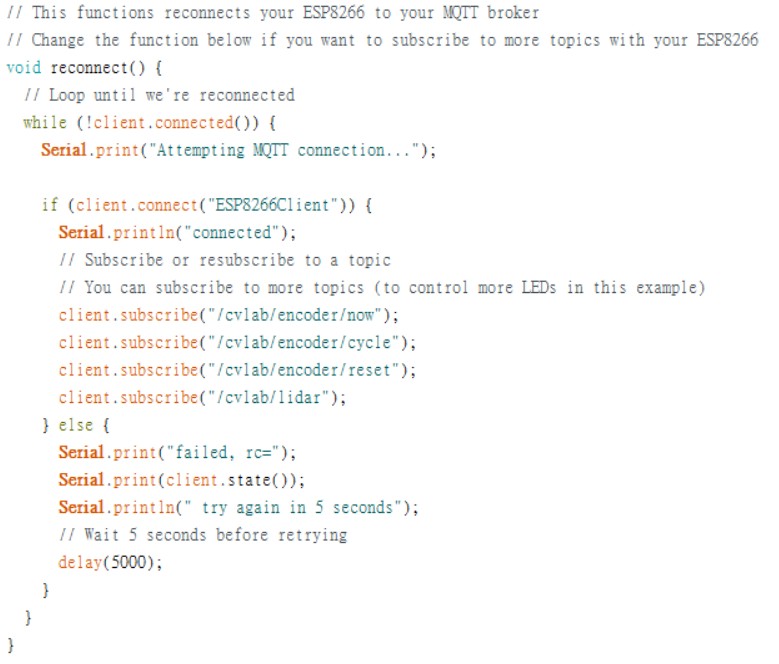 // This functions reconnects your ESP8266 to your MQTT broker
// Change the function below if you want to subscribe to more topics with your ESP8266
void reconnect() {
  // Loop until we're reconnected
  while (!client.connected()) {
    Serial.print("Attempting MQTT connection...");

    if (client.connect("ESP8266Client")) {
      Serial.println("connected");
      // Subscribe or resubscribe to a topic
      // You can subscribe to more topics (to control more LEDs in this example)
      client.subscribe("/cvlab/encoder/now");
      client.subscribe("/cvlab/encoder/cycle");
      client.subscribe("/cvlab/encoder/reset");
      client.subscribe("/cvlab/lidar");
    } else {
      Serial.print("failed, rc=");
      Serial.print(client.state());
      Serial.println(" try again in 5 seconds");
      // Wait 5 seconds before retrying
      delay(5000);
    }
  }
}